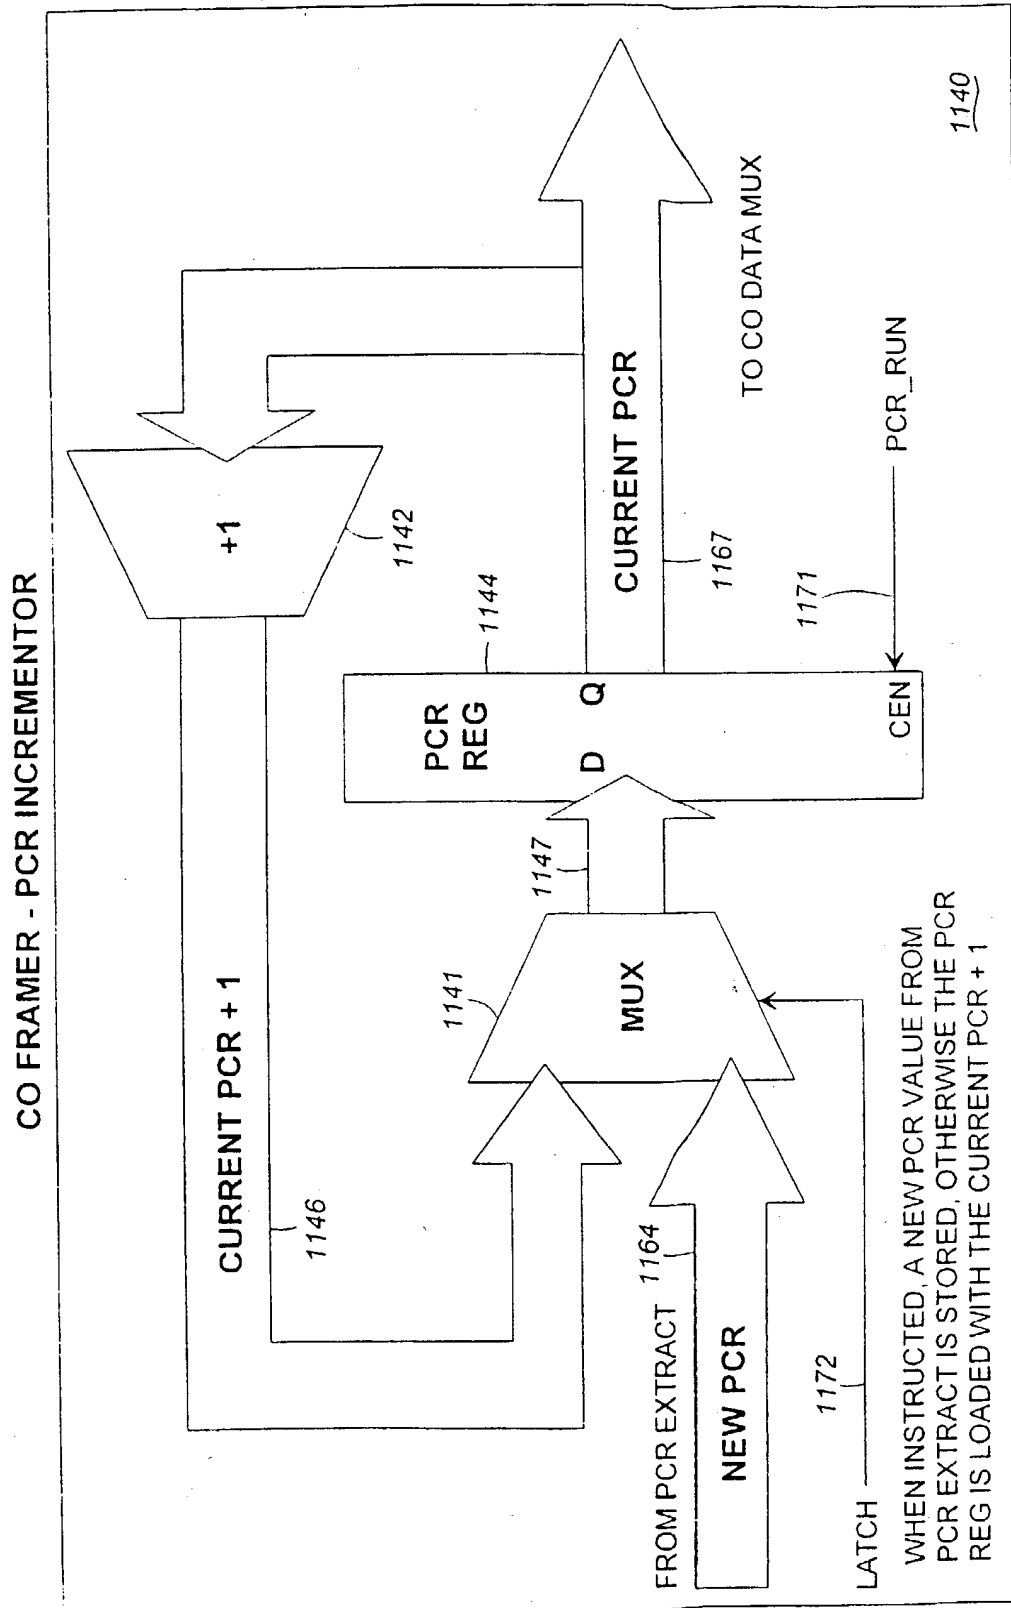 CO FRAMER - PCR INCREMENTOR
+1
1142
CURRENT PCR + 1
1146
PCR
REG
1144
D Q
CEN
CURRENT PCR
1167
TO CO DATA MUX
1171
PCR_RUN
1147
1141
MUX
FROM PCR EXTRACT
1164
NEW PCR
1172
LATCH
WHEN INSTRUCTED, A NEW PCR VALUE FROM
PCR EXTRACT IS STORED, OTHERWISE THE PCR
REG IS LOADED WITH THE CURRENT PCR + 1
1140